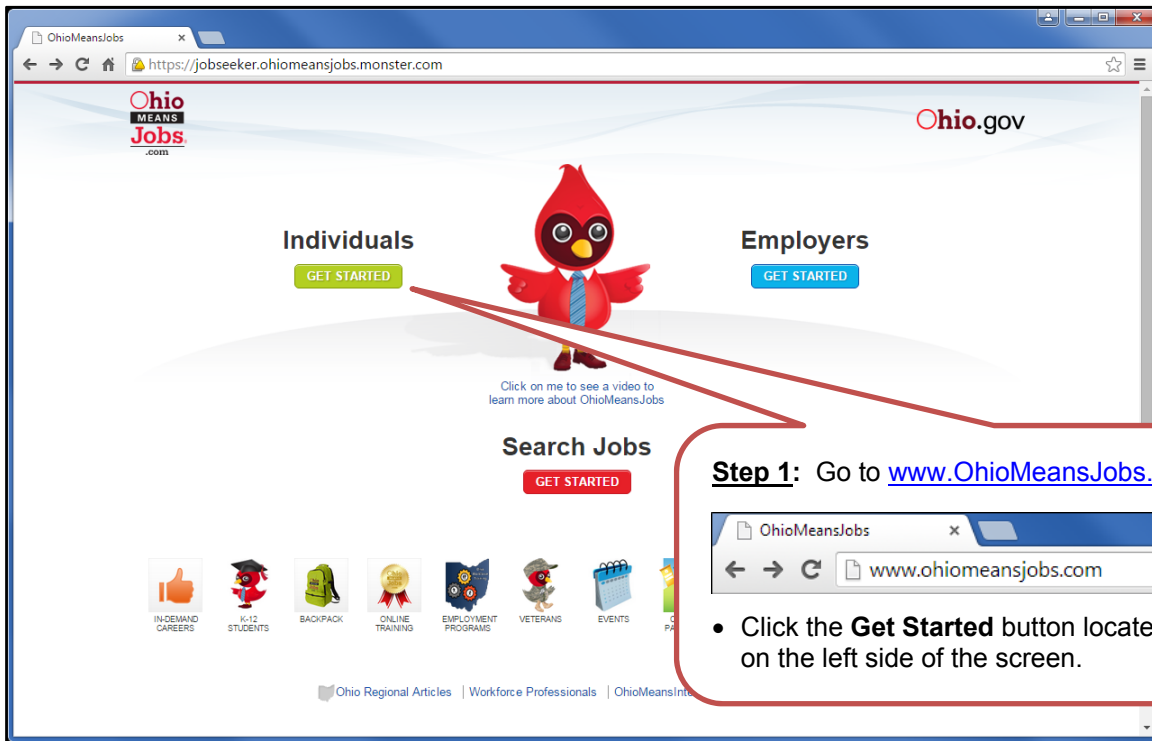 OhioMeansJobs
https://jobseeker.ohiomeansjobs.monster.com
Ohio
MEANS
Jobs.
.com
Ohio.gov
Individuals
GET STARTED
Employers
GET STARTED
Click on me to see a video to
learn more about OhioMeansJobs
Search Jobs
GET STARTED
IN-DEMAND
CAREERS
K-12
STUDENTS
BACKPACK
ONLINE
TRAINING
EMPLOYMENT
PROGRAMS
VETERANS
EVENTS
Ohio Regional Articles | Workforce Professionals | OhioMeansInte
Step 1: Go to www.OhioMeansJobs.
OhioMeansJobs
www.ohiomeansjobs.com
• Click the Get Started button locate
on the left side of the screen.